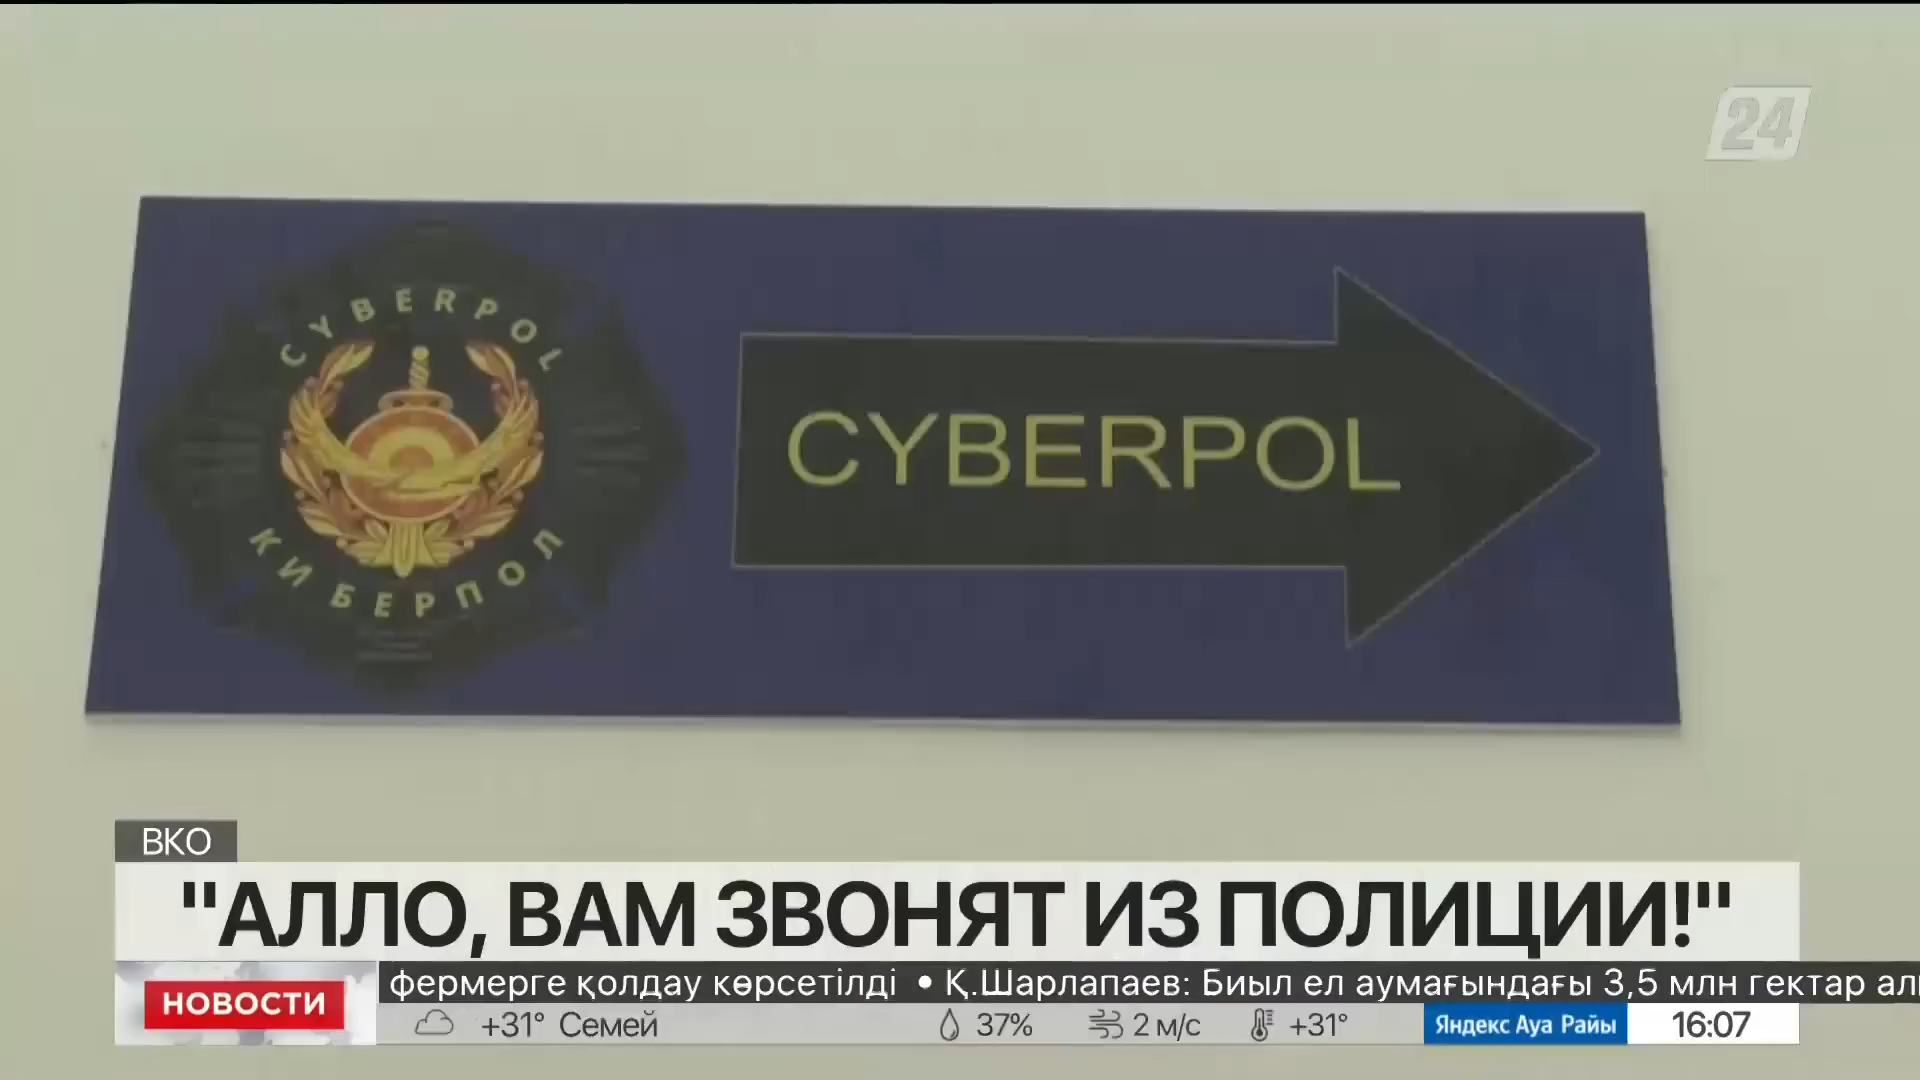 24
CYBERPOL
КИБЕРПОЛ
CYBERPOL
ВКО
"АЛЛО, ВАМ ЗВОНЯТ ИЗ ПОЛИЦИИ!"
НОВОСТИ
фермерге қолдау көрсетілді • Қ.Шарлапаев: Биыл ел аумағындағы 3,5 млн гектар
+31° Семей 37% 2 м/с +31° Яндекс Ауа Райы 16:07